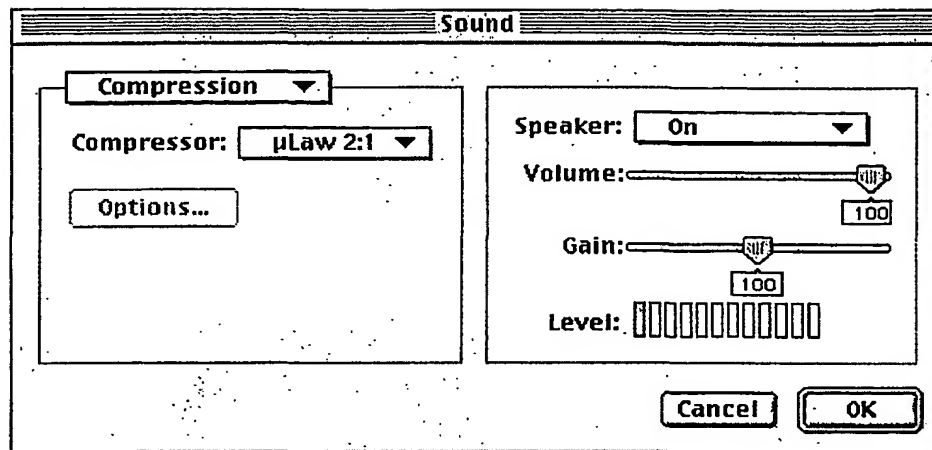 Sound
Compression
Compressor: µLaw 2:1
Options...
Speaker: On
Volume:
100
Gain:
100
Level:
Cancel OK